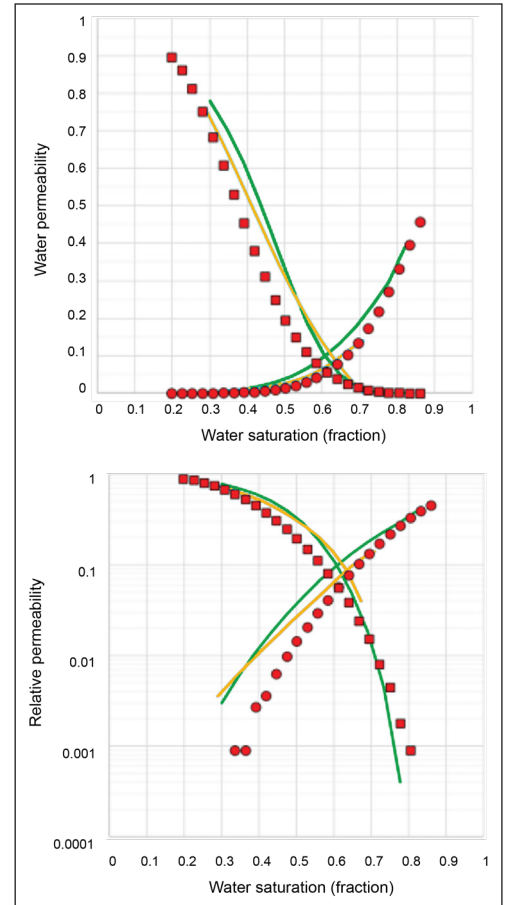 1
0.9
0.8
0.7
0.6
0.5
0.4
0.3
0.2
0.1
0
Water permeability
0 0.1 0.2 0.3 0.4 0.5 0.6 0.7 0.8 0.9 1
Water saturation (fraction)
1
0.1
0.01
0.001
0.0001
Relative permeability
0 0.1 0.2 0.3 0.4 0.5 0.6 0.7 0.8 0.9 1
Water saturation (fraction)